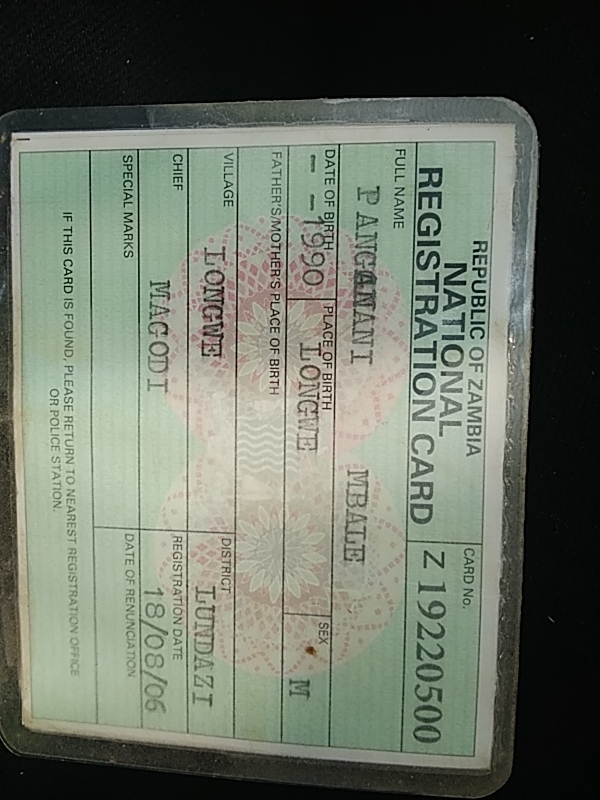 REPUBLIC OF ZAMBIA
NATIONAL
REGISTRATION CARD
CARD No.
Z 19220500
FULL NAME
PANGANANI MBALE
DATE OF BIRTH PLACE OF BIRTH SEX
- - 1990 LONGWE M
FATHER'S/MOTHER'S PLACE OF BIRTH
VILLAGE DISTRICT
LONGWE LUNDAZI
CHIEF REGISTRATION DATE
MAGODI 18/08/06
SPECIAL MARKS DATE OF RENUNCIATION
IF THIS CARD IS FOUND, PLEASE RETURN TO NEAREST REGISTRATION OFFICE
OR POLICE STATION.